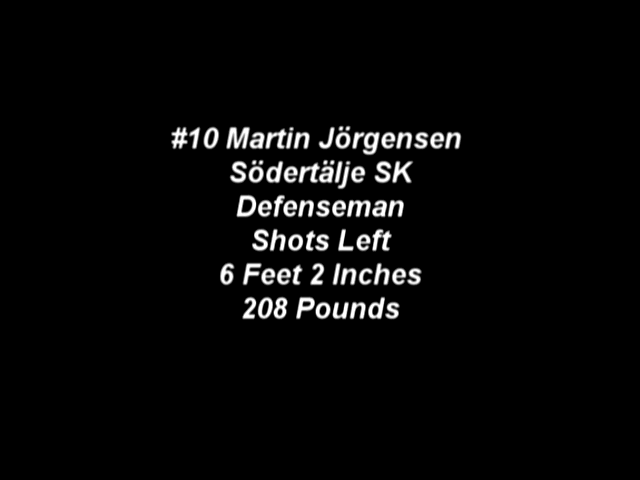 #10 Martin Jörgensen
Södertälje SK
Defenseman
Shots Left
6 Feet 2 Inches
208 Pounds